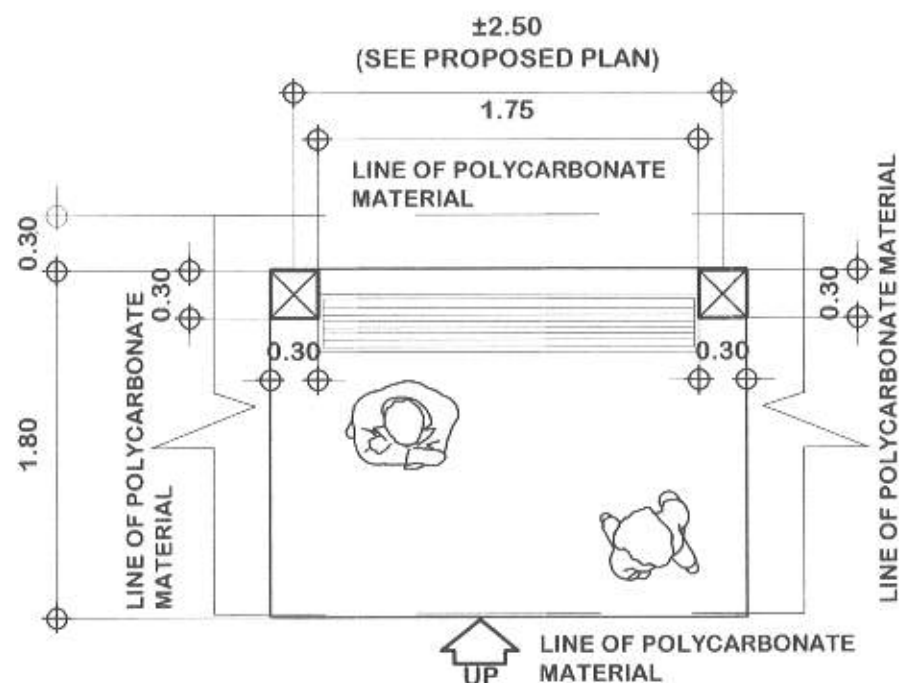 ±2.50
(SEE PROPOSED PLAN)
1.75
LINE OF POLYCARBONATE
MATERIAL
0.30
0.30
0.30
0.30
0.30
1.80
LINE OF POLYCARBONATE
MATERIAL
LINE OF POLYCARBONATE MATERIAL
UP
LINE OF POLYCARBONATE
MATERIAL